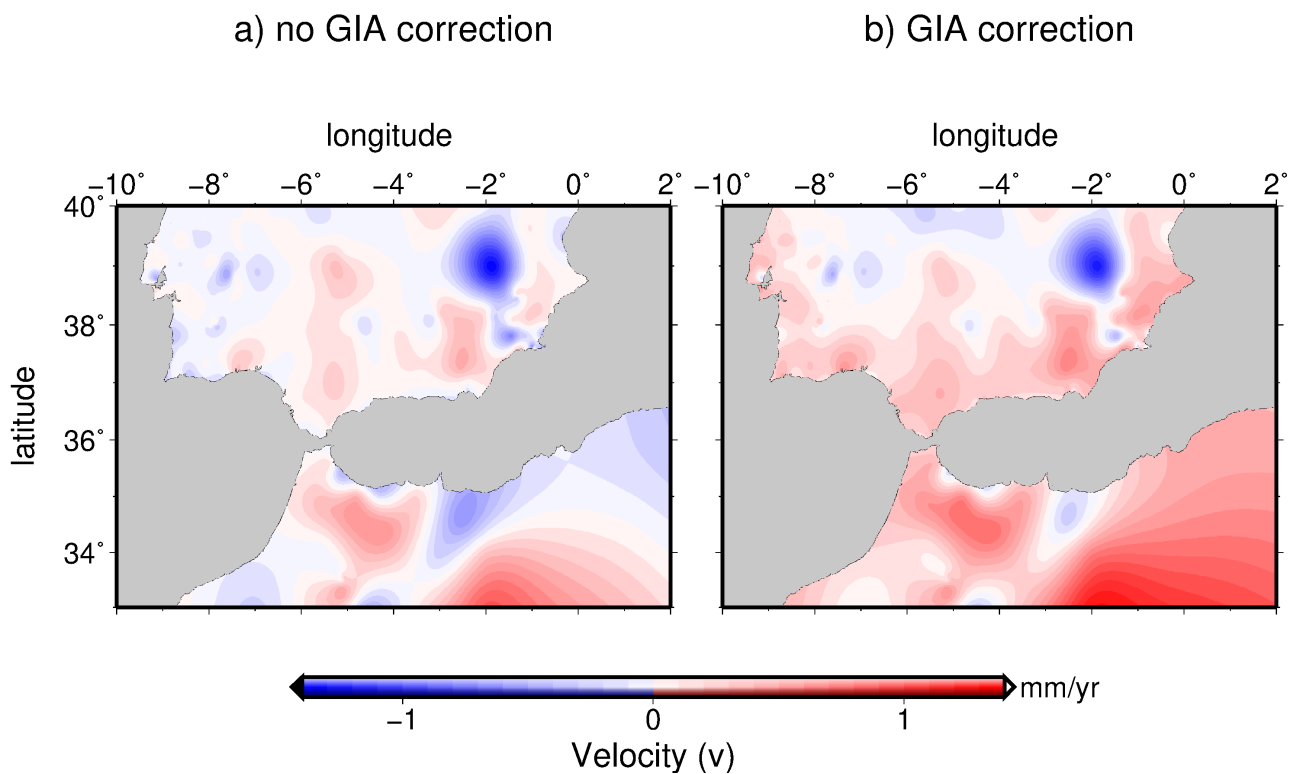 a) no GIA correction
b) GIA correction
longitude
longitude
−10˚ −8˚ −6˚ −4˚ −2˚ 0˚ 2˚
−10˚ −8˚ −6˚ −4˚ −2˚ 0˚ 2˚
40˚
38˚
36˚
34˚
latitude
mm/yr
−1 0 1
Velocity (v)